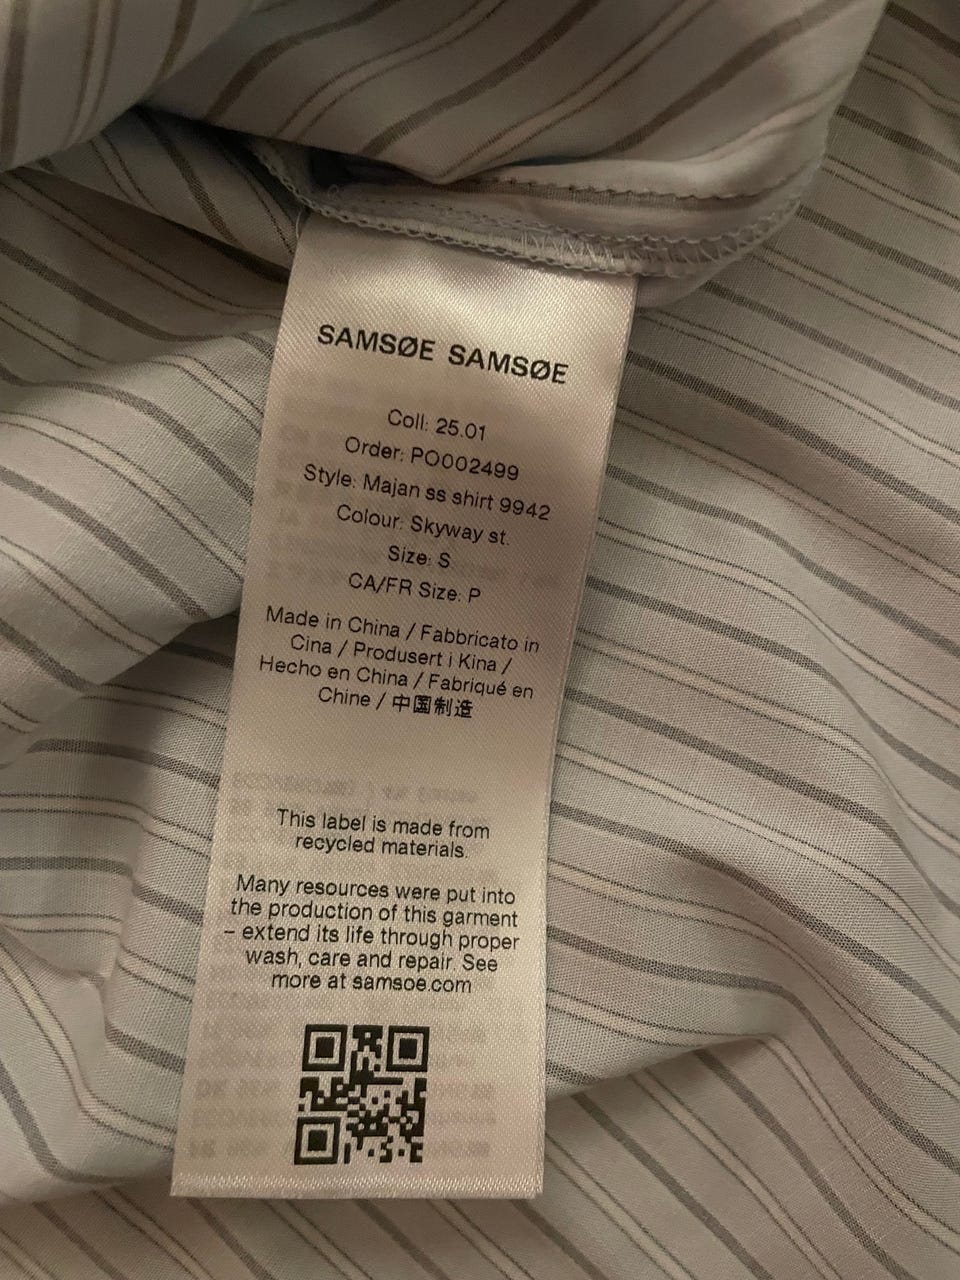 SAMSØE SAMSØE
Coll: 25.01
Order: PO002499
Style: Majan ss shirt 9942
Colour: Skyway st.
Size: S
CA/FR Size: P
Made in China / Fabbricato in
Cina / Produsert i Kina /
Hecho en China / Fabriqué en
Chine / 中国制造
This label is made from
recycled materials.
Many resources were put into
the production of this garment
– extend its life through proper
wash, care and repair. See
more at samsoe.com